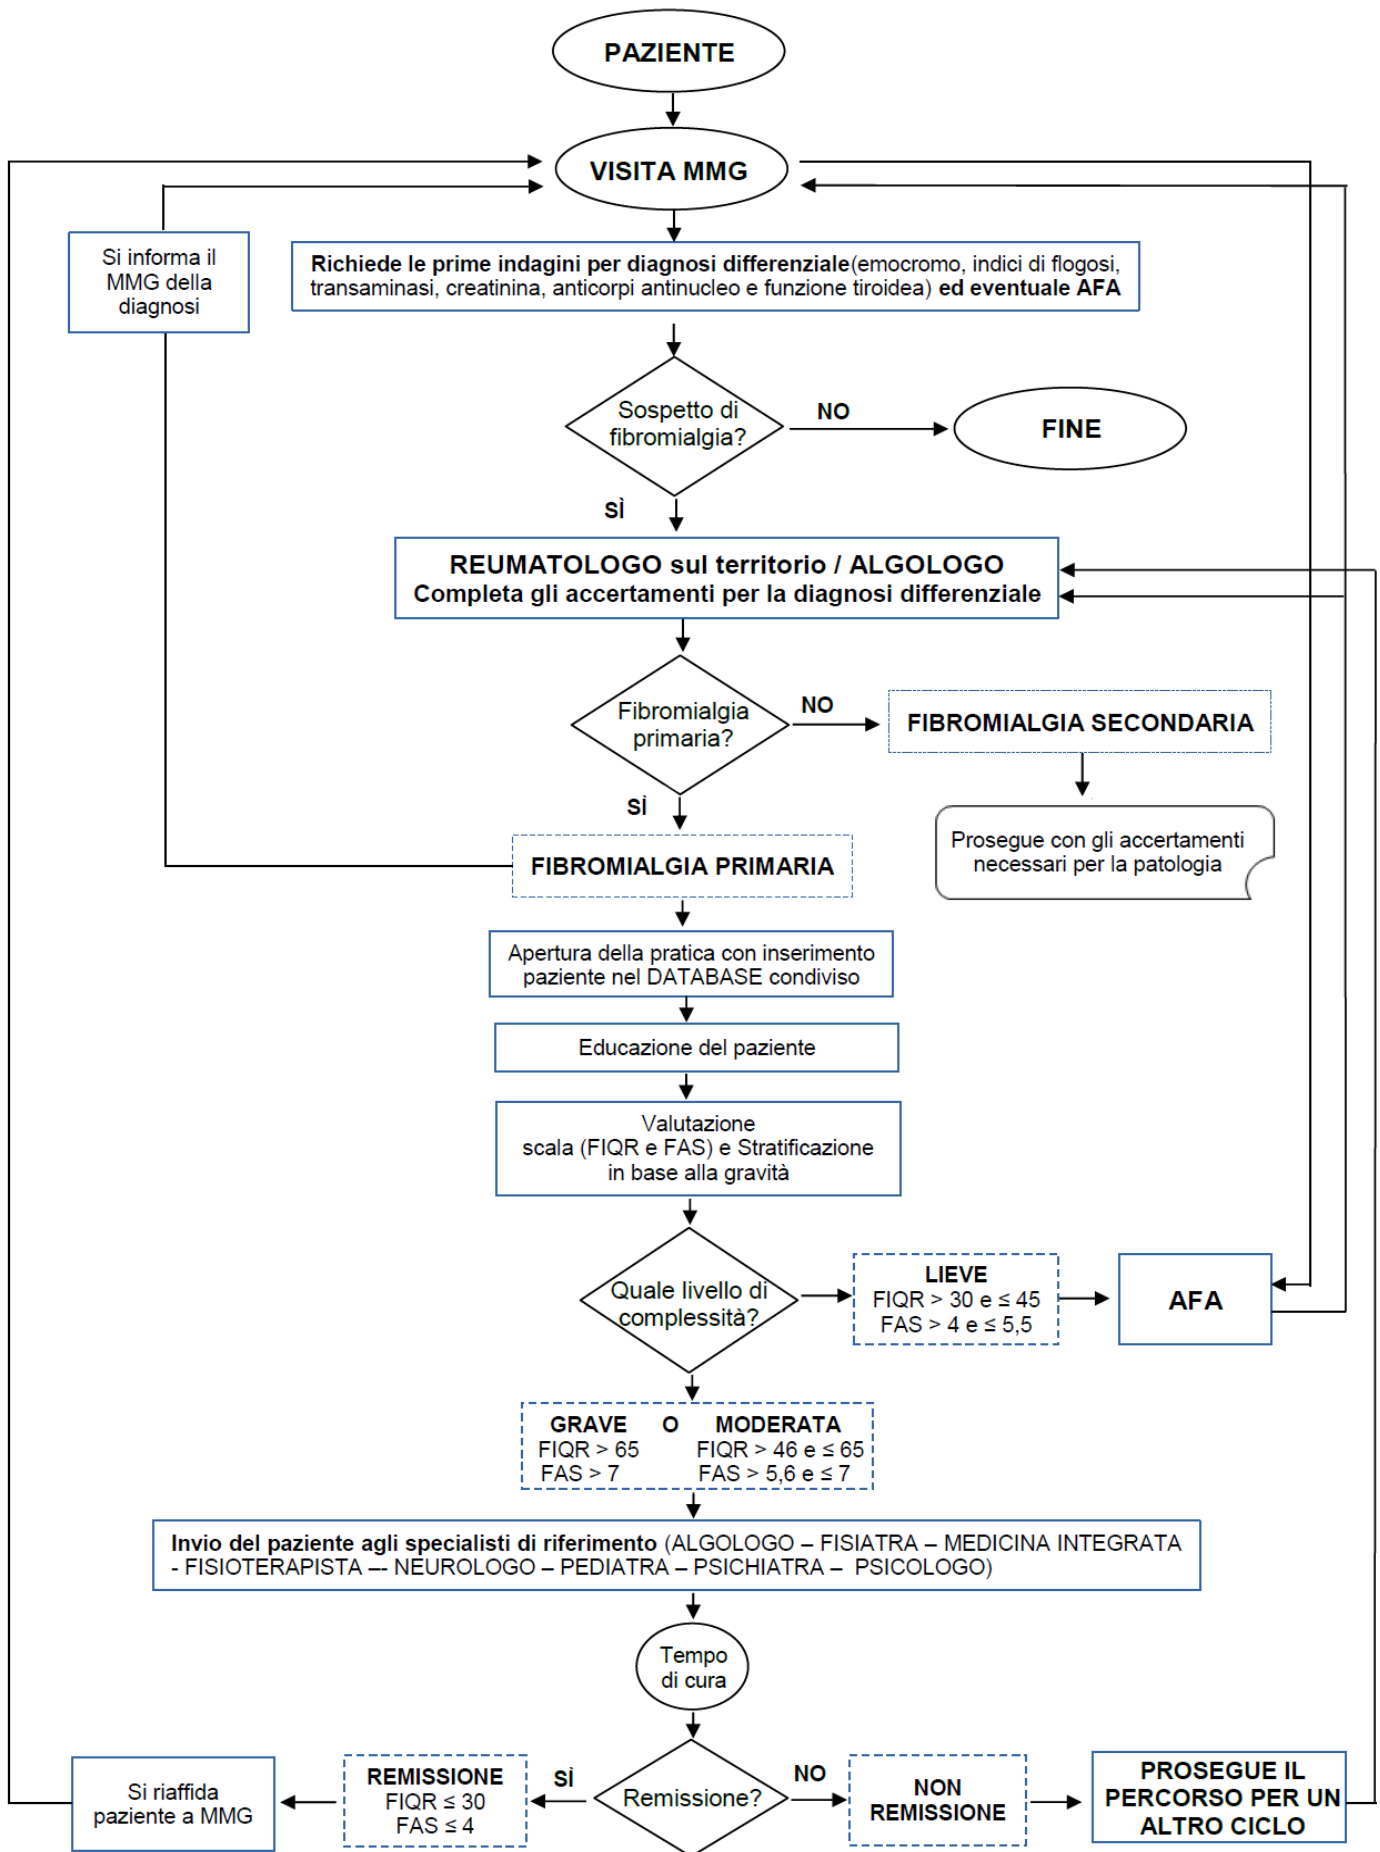 PAZIENTE
VISITA MMG
Si informa il
MMG della
diagnosi
Richiede le prime indagini per diagnosi differenziale(emocromo, indici di flogosi,
transaminasi, creatinina, anticorpi antinucleo e funzione tiroidea) ed eventuale AFA
Sospetto di
fibromialgia?
NO
FINE
SÌ
REUMATOLOGO sul territorio / ALGOLOGO
Completa gli accertamenti per la diagnosi differenziale
Fibromialgia
primaria?
NO
FIBROMIALGIA SECONDARIA
Prosegue con gli accertamenti
necessari per la patologia
SÌ
FIBROMIALGIA PRIMARIA
Apertura della pratica con inserimento
paziente nel DATABASE condiviso
Educazione del paziente
Valutazione
scala (FIQR e FAS) e Stratificazione
in base alla gravità
Quale livello di
complessità?
LIEVE
FIQR > 30 e ≤ 45
FAS > 4 e ≤ 5,5
AFA
GRAVE O MODERATA
FIQR > 65 FIQR > 46 e ≤ 65
FAS > 7 FAS > 5,6 e ≤ 7
Invio del paziente agli specialisti di riferimento (ALGOLOGO – FISIATRA – MEDICINA INTEGRATA
- FISIOTERAPISTA –- NEUROLOGO – PEDIATRA – PSICHIATRA – PSICOLOGO)
Tempo
di cura
Remissione?
SÌ
REMISSIONE
FIQR ≤ 30
FAS ≤ 4
Si riaffida
paziente a MMG
NO
NON
REMISSIONE
PROSEGUE IL
PERCORSO PER UN
ALTRO CICLO